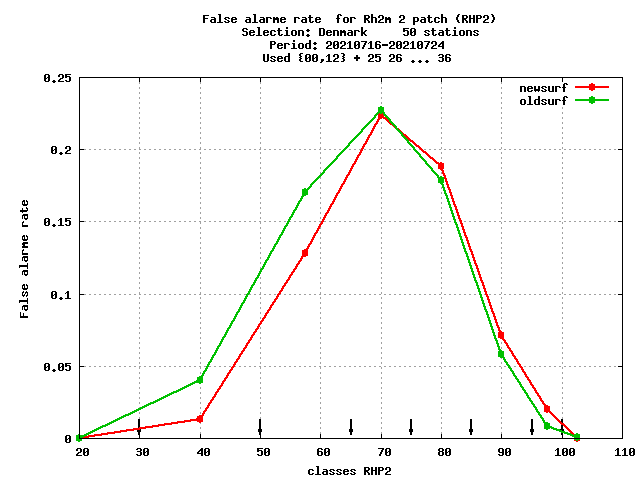 False alarme rate  for Rh2m 2 patch (RHP2)
Selection: Denmark     50 stations
Period: 20210716-20210724
Used {00,12} + 25 26 ... 36
newsurf
oldsurf
0.25
0.2
0.15
0.1
0.05
0
False alarme rate
20 30 40 50 60 70 80 90 100 110
classes RHP2